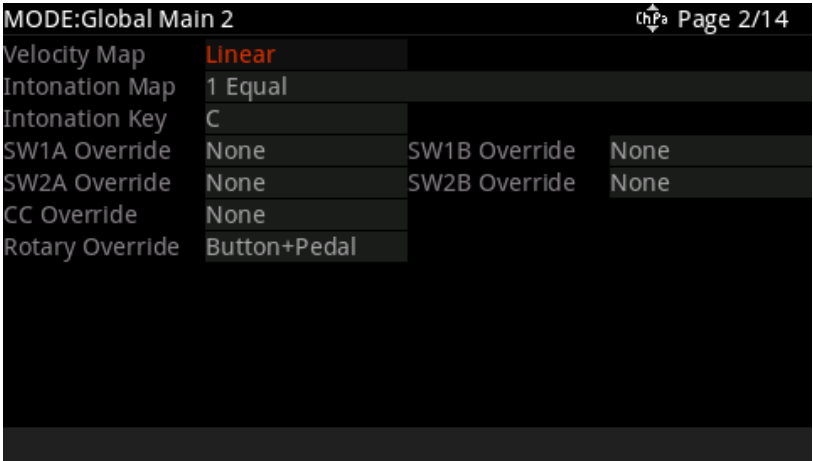 MODE:Global Main 2 ChPa Page 2/14
Velocity Map Linear
Intonation Map 1 Equal
Intonation Key C
SW1A Override None SW1B Override None
SW2A Override None SW2B Override None
CC Override None
Rotary Override Button+Pedal